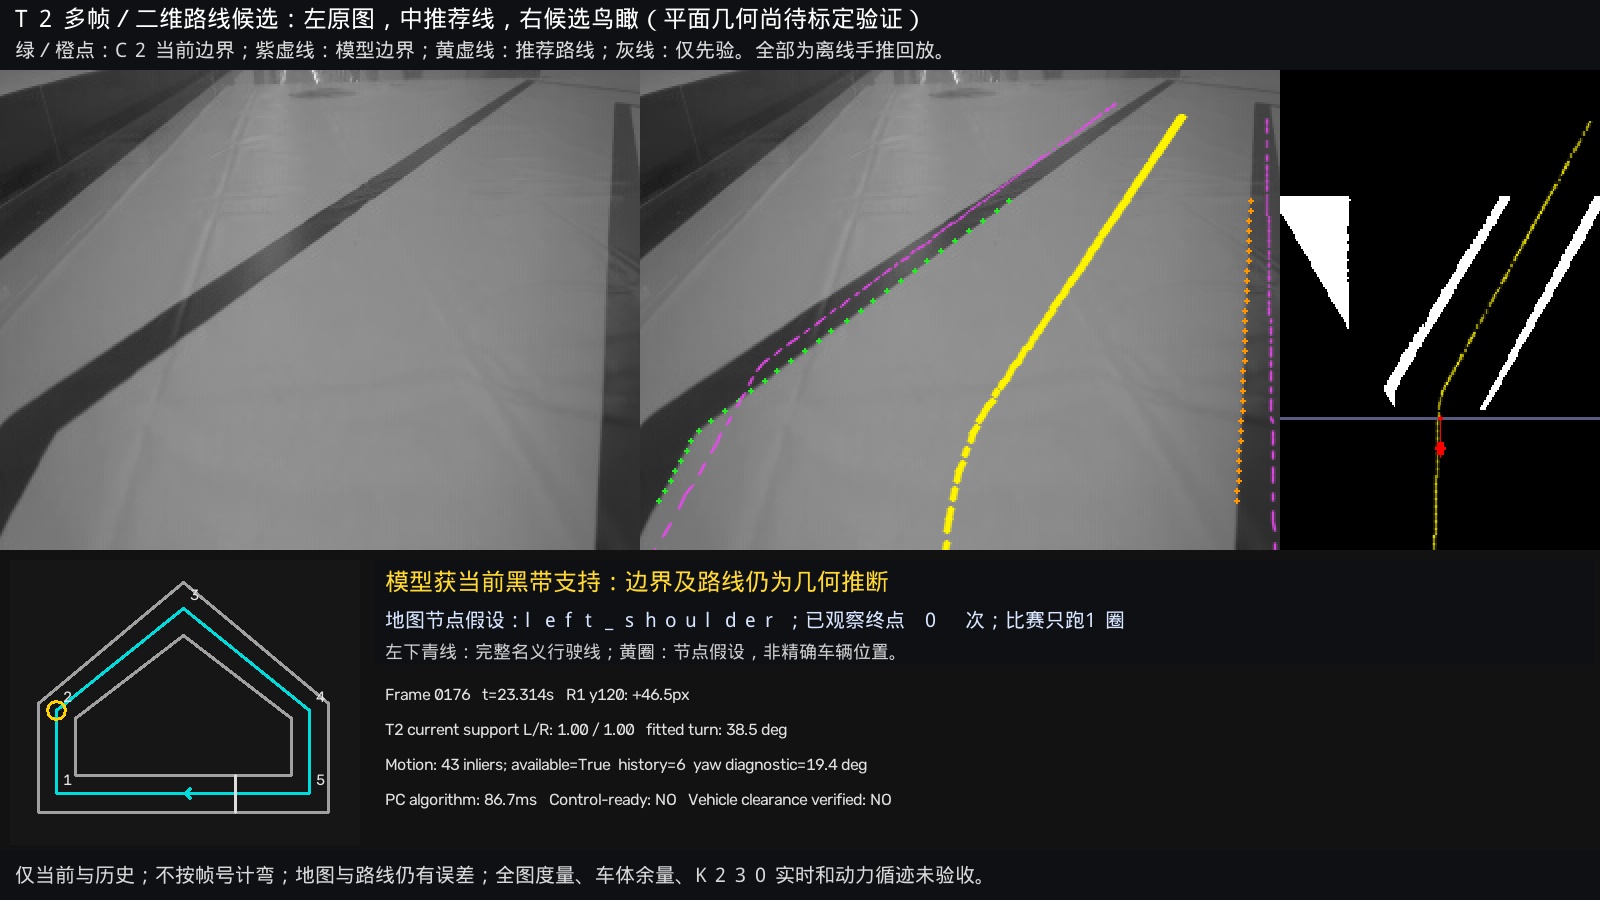 T 2 多帧 / 二维路线候选：左原图，中推荐线，右候选鸟瞰（平面几何尚待标定验证）
绿 / 橙点：C 2 当前边界；紫虚线：模型边界；黄虚线：推荐路线；灰线：仅先验。全部为离线手推回放。
模型获当前黑带支持：边界及路线仍为几何推断
地图节点假设：l e f t _ s h o u l d e r ；已观察终点 0 次；比赛只跑1 圈
左下青线：完整名义行驶线；黄圈：节点假设，非精确车辆位置。
3
2
4
1
5
Frame 0176 t=23.314s R1 y120: +46.5px
T2 current support L/R: 1.00 / 1.00 fitted turn: 38.5 deg
Motion: 43 inliers; available=True history=6 yaw diagnostic=19.4 deg
PC algorithm: 86.7ms Control-ready: NO Vehicle clearance verified: NO
仅当前与历史；不按帧号计弯；地图与路线仍有误差；全图度量、车体余量、K 2 3 0 实时和动力循迹未验收。